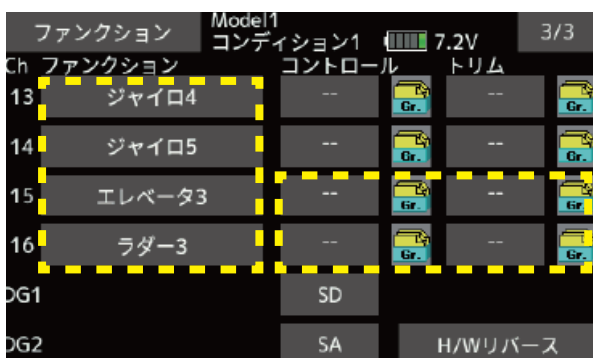 ファンクション Model1 コンディション1 7.2V 3/3
Ch ファンクション コントロール トリム
13 ジャイロ4 -- Gr. -- Gr.
14 ジャイロ5 -- Gr. -- Gr.
15 エレベータ3 -- Gr. -- Gr.
16 ラダー3 -- Gr. -- Gr.
DG1 SD
DG2 SA H/Wリバース